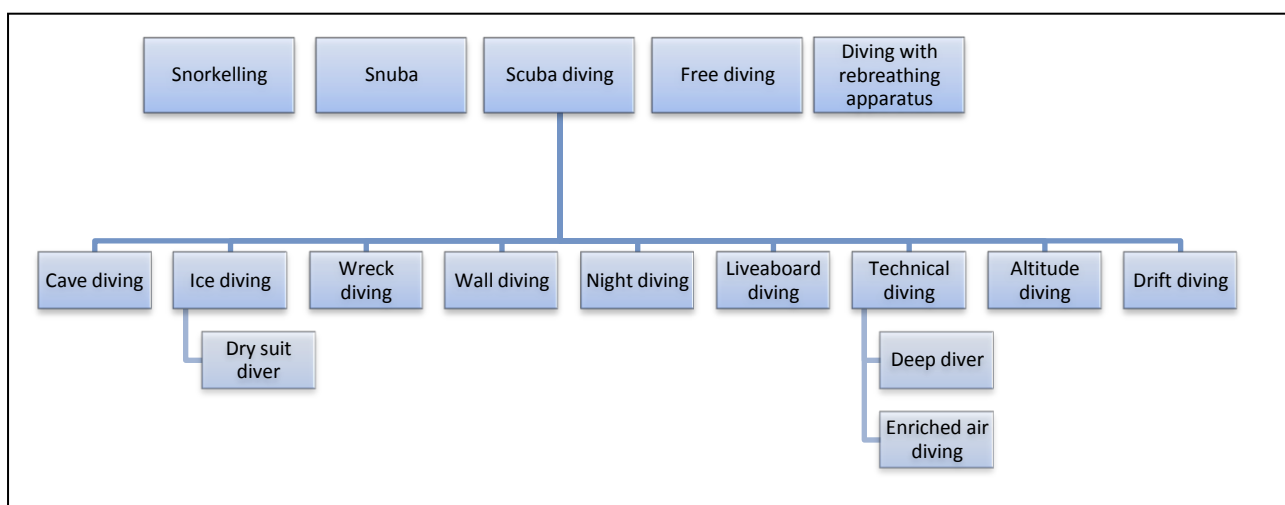 Snorkelling
Snuba
Scuba diving
Free diving
Diving with
rebreathing
apparatus
Cave diving
Ice diving
Wreck
diving
Wall diving
Night diving
Liveaboard
diving
Technical
diving
Altitude
diving
Drift diving
Dry suit
diver
Deep diver
Enriched air
diving